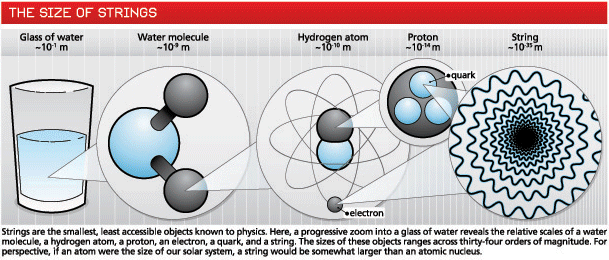 THE SIZE OF STRINGS
Glass of water
~10-1 m
Water molecule
~10-9 m
Hydrogen atom
~10-10 m
Proton
~10-14 m
String
~10-35 m
quark
electron
Strings are the smallest, least accessible objects known to physics. Here, a progressive zoom into a glass of water reveals the relative scales of a water
molecule, a hydrogen atom, a proton, an electron, a quark, and a string. The sizes of these objects ranges across thirty-four orders of magnitude. For
perspective, if an atom were the size of our solar system, a string would be somewhat larger than an atomic nucleus.